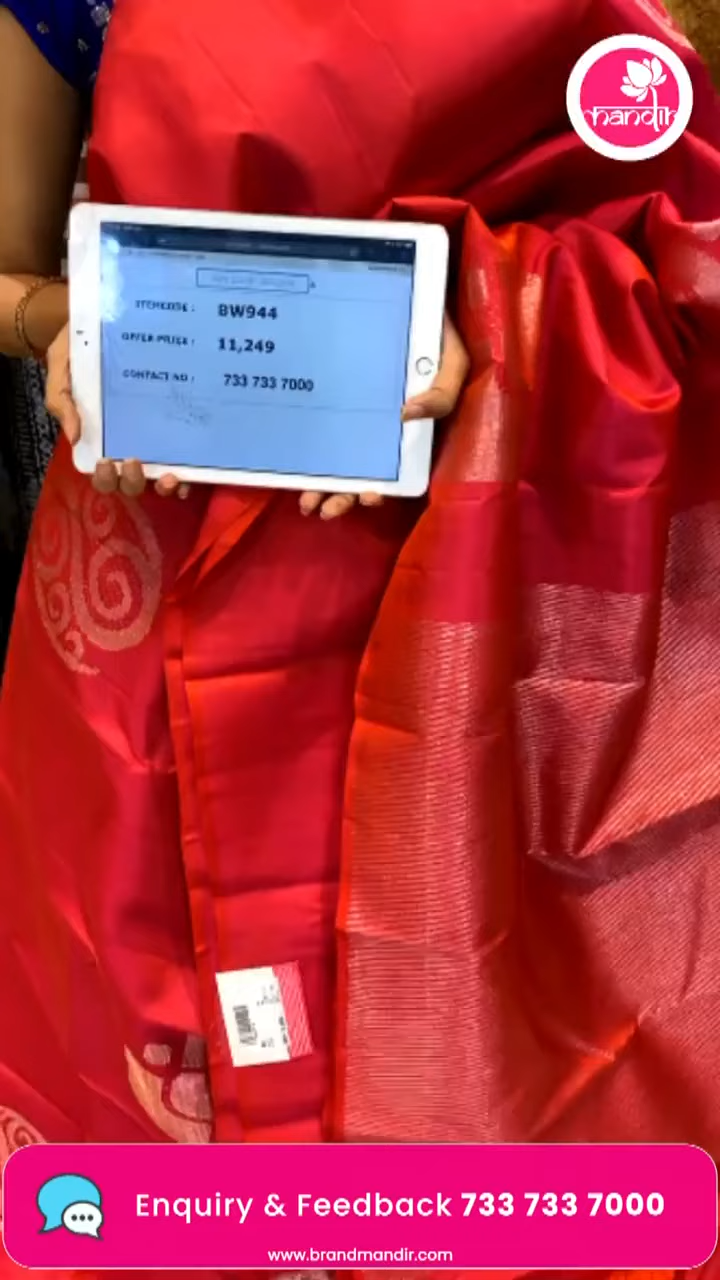 mandir
ITEMCODE : BW944
OFFER PRICE : 11,249
CONTACT NO : 733 733 7000
Enquiry & Feedback 733 733 7000
www.brandmandir.com